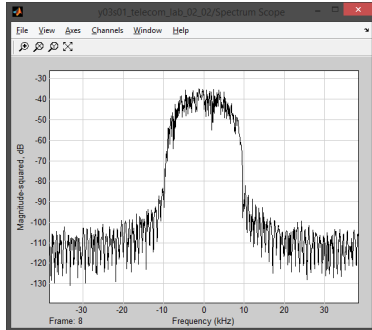 y03s01_telecom_lab_02_02/Spectrum Scope
File View Axes Channels Window Help
Magnitude-squared, dB
-30
-40
-50
-60
-70
-80
-90
-100
-110
-120
-130
-30 -20 -10 0 10 20 30
Frame: 8 Frequency (kHz)